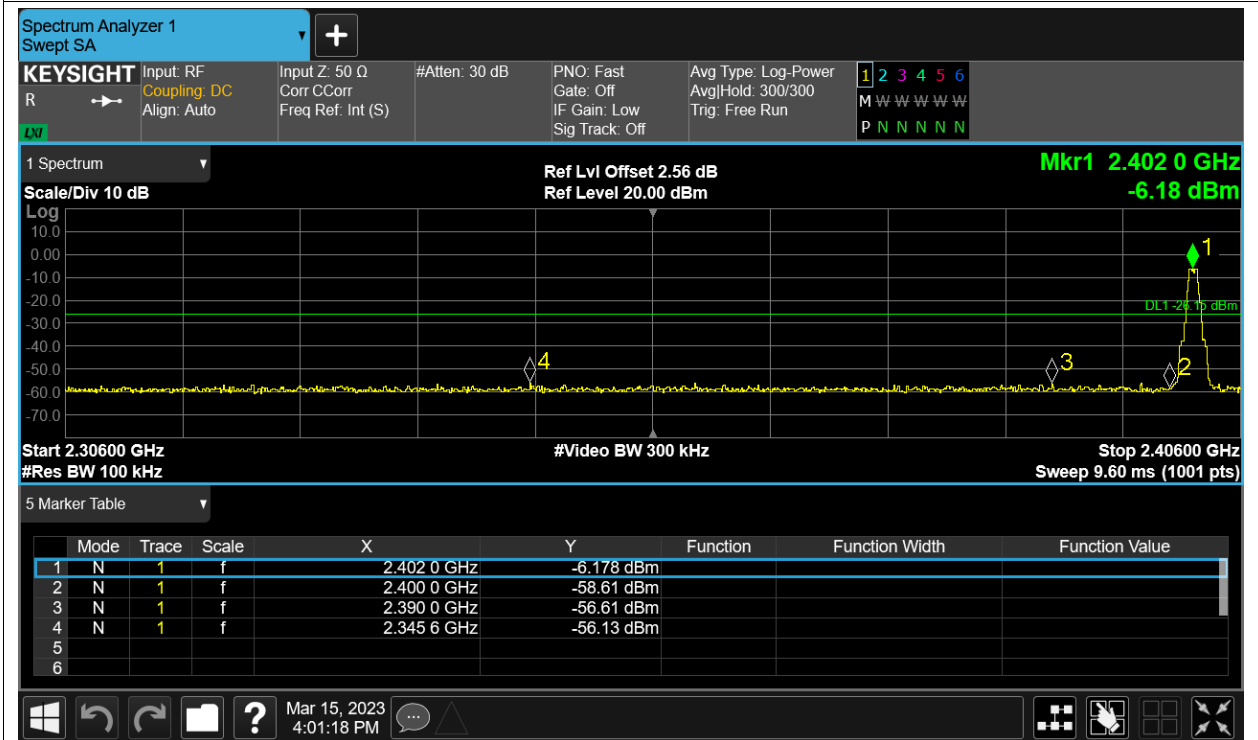 Spectrum Analyzer 1
Swept SA
+
KEYSIGHT
R
LXI
Input: RF
Coupling: DC
Align: Auto
Input Z: 50 Ω
Corr CCorr
Freq Ref: Int (S)
#Atten: 30 dB
PNO: Fast
Gate: Off
IF Gain: Low
Sig Track: Off
Avg Type: Log-Power
Avg|Hold: 300/300
Trig: Free Run
1 2 3 4 5 6
M W W W W W
P N N N N N
1 Spectrum
Scale/Div 10 dB
Ref Lvl Offset 2.56 dB
Ref Level 20.00 dBm
Mkr1 2.402 0 GHz
-6.18 dBm
Log
10.0
0.00
-10.0
-20.0
-30.0
-40.0
-50.0
-60.0
-70.0
1
DL1 -26.15 dBm
4
3
2
Start 2.30600 GHz
#Video BW 300 kHz
Stop 2.40600 GHz
#Res BW 100 kHz
Sweep 9.60 ms (1001 pts)
5 Marker Table
Mode Trace Scale X Y Function Function Width Function Value
1 N 1 f 2.402 0 GHz -6.178 dBm
2 N 1 f 2.400 0 GHz -58.61 dBm
3 N 1 f 2.390 0 GHz -56.61 dBm
4 N 1 f 2.345 6 GHz -56.13 dBm
5
6
?
Mar 15, 2023
4:01:18 PM